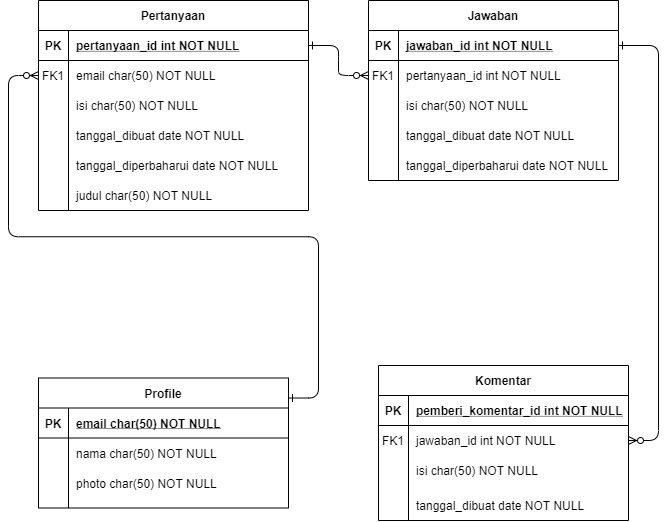 Pertanyaan
PK pertanyaan_id int NOT NULL
FK1 email char(50) NOT NULL
isi char(50) NOT NULL
tanggal_dibuat date NOT NULL
tanggal_diperbaharui date NOT NULL
judul char(50) NOT NULL
Jawaban
PK jawaban_id int NOT NULL
FK1 pertanyaan_id int NOT NULL
isi char(50) NOT NULL
tanggal_dibuat date NOT NULL
tanggal_diperbaharui date NOT NULL
Profile
PK email char(50) NOT NULL
nama char(50) NOT NULL
photo char(50) NOT NULL
Komentar
PK pemberi_komentar_id int NOT NULL
FK1 jawaban_id int NOT NULL
isi char(50) NOT NULL
tanggal_dibuat date NOT NULL